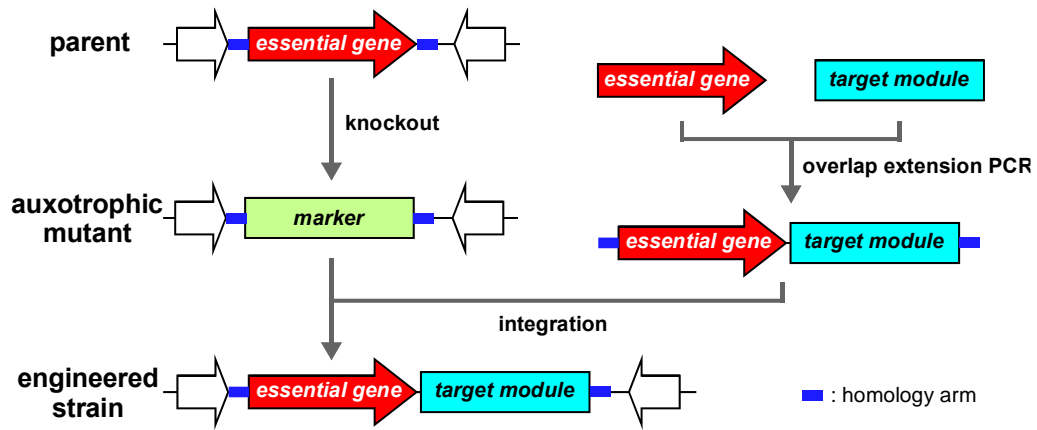 parent
essential gene
essential gene
target module
knockout
overlap extension PCR
auxotrophic
mutant
marker
essential gene
target module
integration
engineered
strain
essential gene
target module
: homology arm